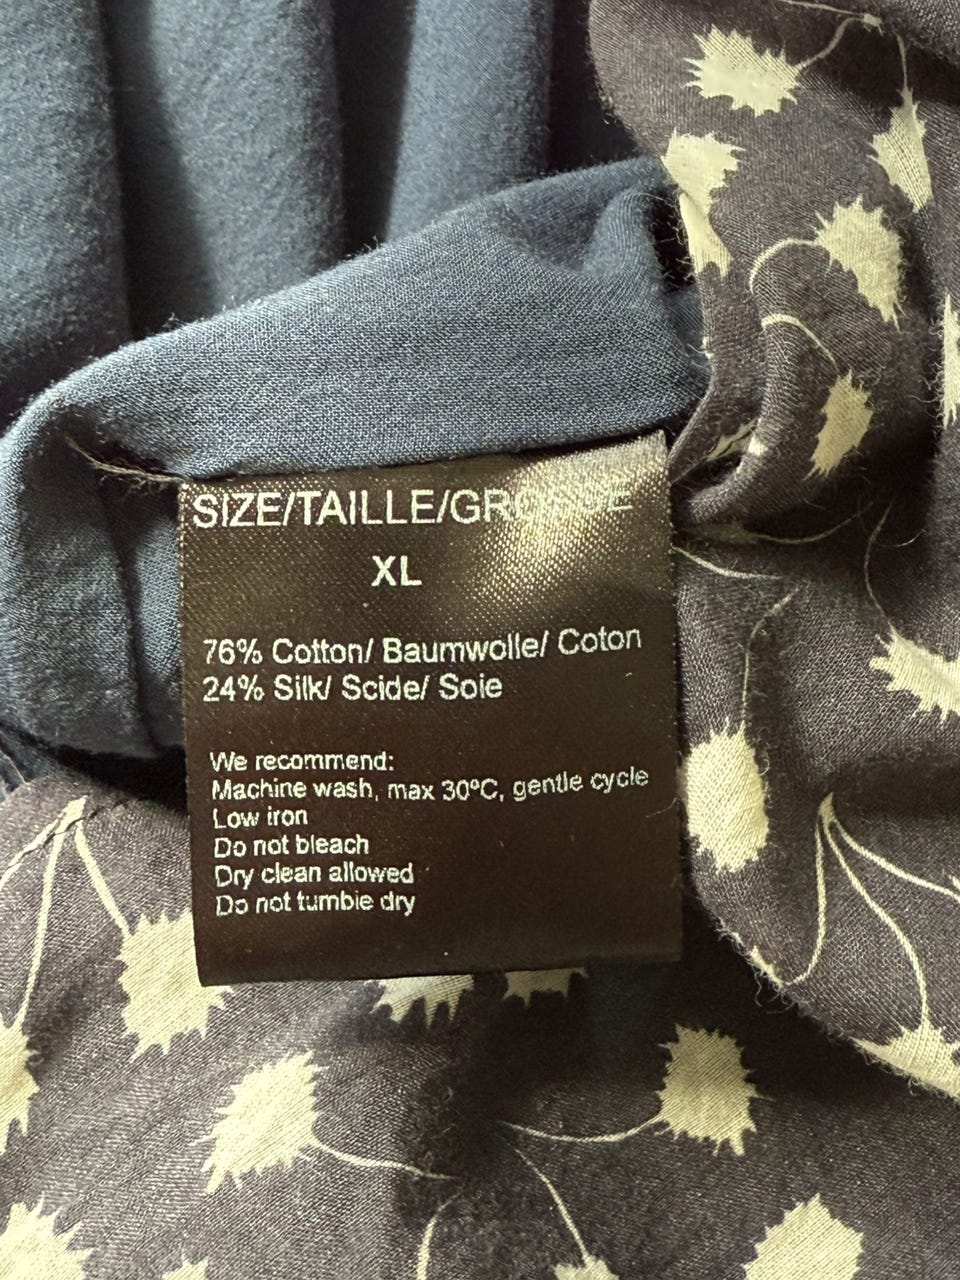 SIZE/TAILLE/GROSSE
XL
76% Cotton/ Baumwolle/ Coton
24% Silk/ Scide/ Soie
We recommend:
Machine wash, max 30ºC, gentle cycle
Low iron
Do not bleach
Dry clean allowed
Do not tumble dry